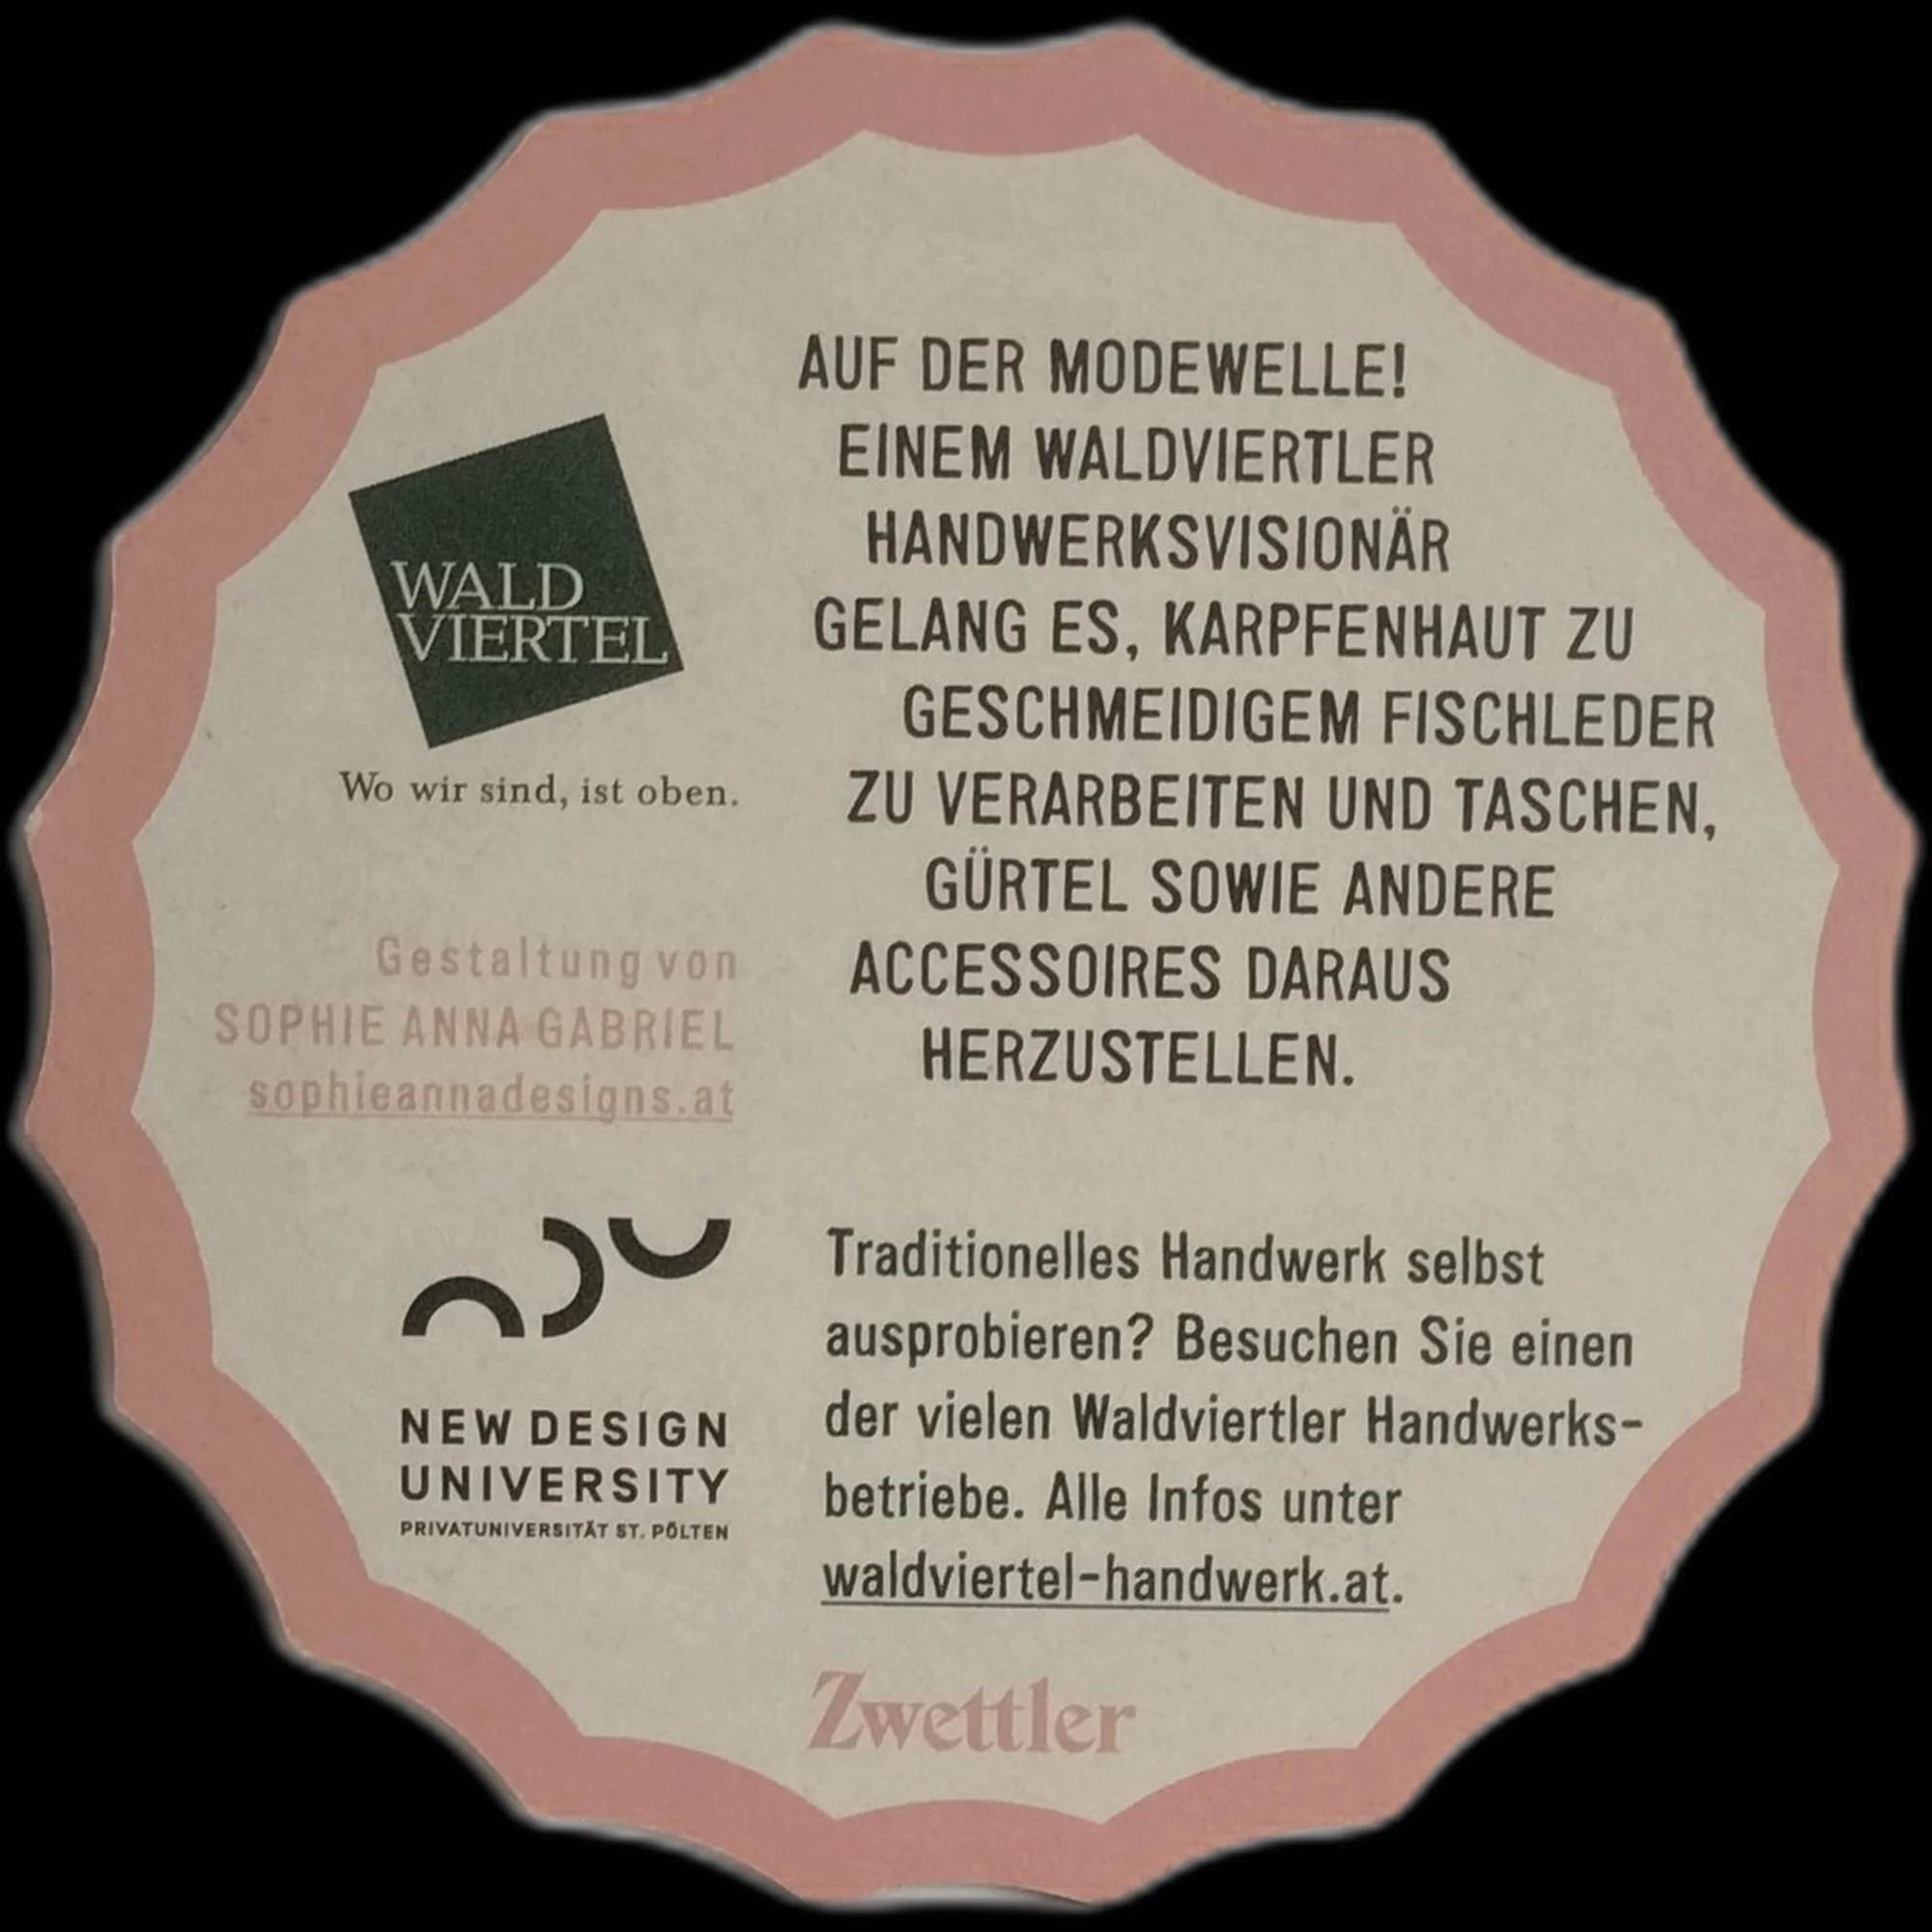 WALD
VIERTEL
Wo wir sind, ist oben.
Gestaltung von
SOPHIE ANNA GABRIEL
sophieannadesigns.at
NEW DESIGN
UNIVERSITY
PRIVATUNIVERSITÄT ST. PÖLTEN
AUF DER MODEWELLE!
EINEM WALDVIERTLER
HANDWERKSVISIONÄR
GELANG ES, KARPFENHAUT ZU
GESCHMEIDIGEM FISCHLEDER
ZU VERARBEITEN UND TASCHEN,
GÜRTEL SOWIE ANDERE
ACCESSOIRES DARAUS
HERZUSTELLEN.
Traditionelles Handwerk selbst
ausprobieren? Besuchen Sie einen
der vielen Waldviertler Handwerks-
betriebe. Alle Infos unter
waldviertel-handwerk.at.
Zwettler